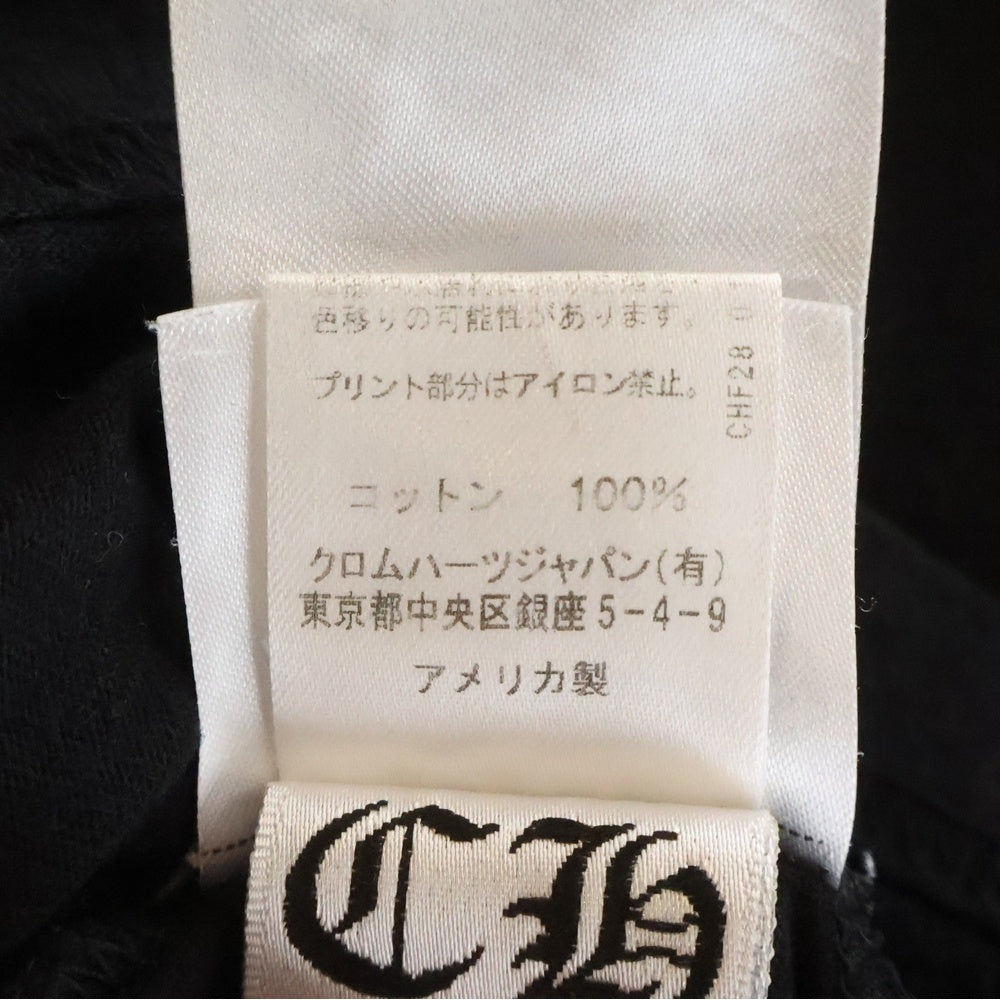 色移りの可能性があります。
プリント部分はアイロン禁止。
CHF28
コットン 100%
クロムハーツジャパン(有)
東京都中央区銀座5-4-9
アメリカ製
CH